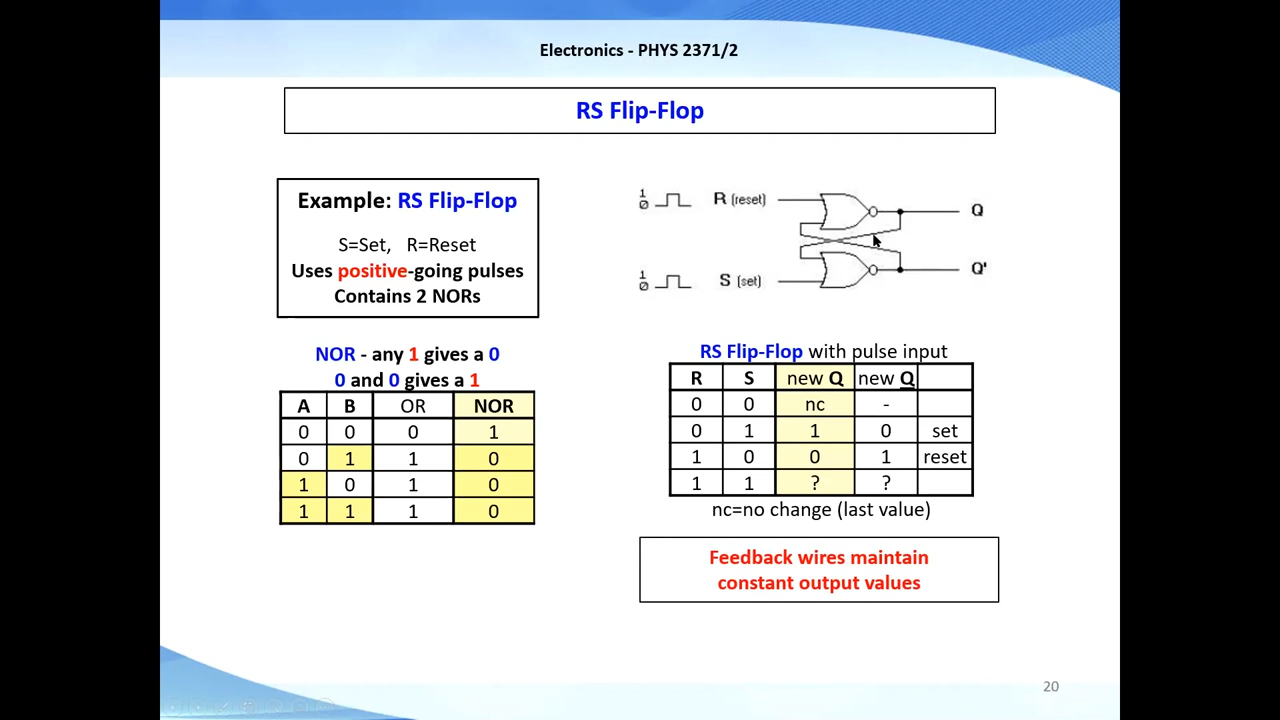 Electronics - PHYS 2371/2
RS Flip-Flop
Example: RS Flip-Flop
S=Set, R=Reset
Uses positive-going pulses
Contains 2 NORs
1
0
R (reset)
Q
1
0
S (set)
Q'
NOR - any 1 gives a 0
0 and 0 gives a 1
A B OR NOR
0 0 0 1
0 1 1 0
1 0 1 0
1 1 1 0
RS Flip-Flop with pulse input
R S new Q new Q
0 0 nc -
0 1 1 0 set
1 0 0 1 reset
1 1 ? ?
nc=no change (last value)
Feedback wires maintain
constant output values
20